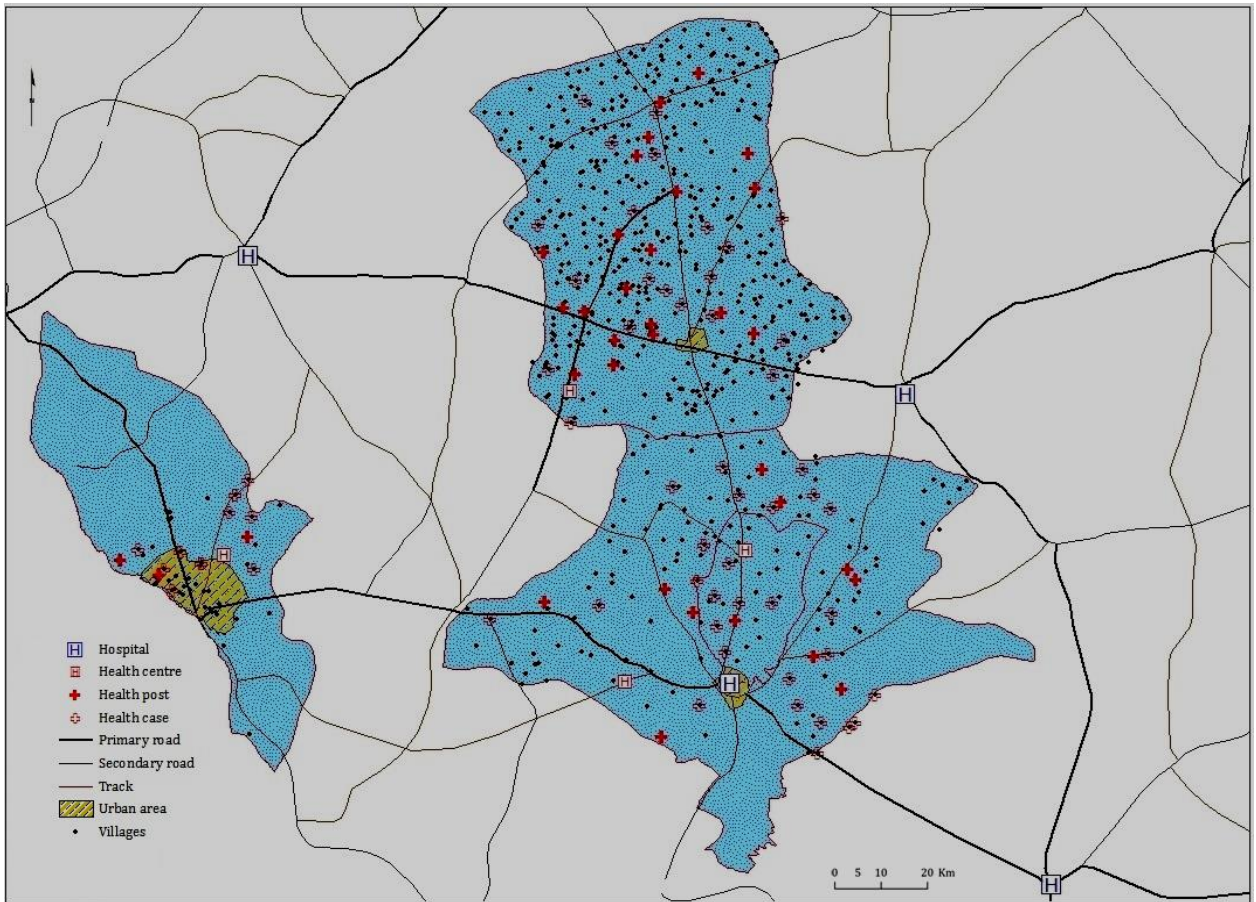 H
H
H
H
H
H
H
H
H Hospital
H Health centre
Health post
Health case
Primary road
Secondary road
Track
Urban area
Villages
0 5 10 20 Km